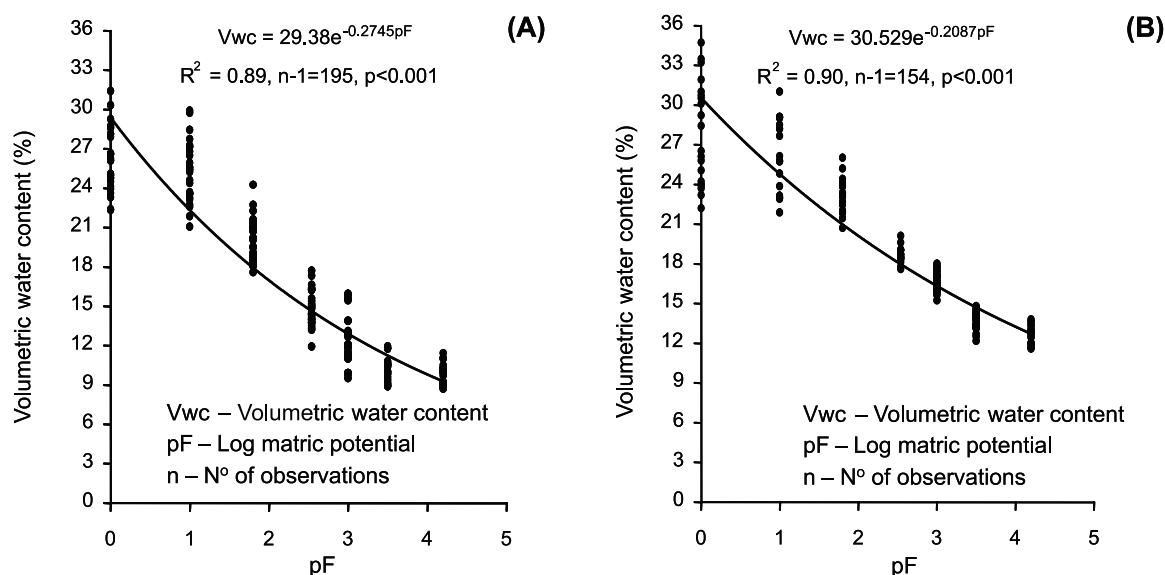 (A)
Vwc = 29.38e^-0.2745pF
R² = 0.89, n-1=195, p<0.001
Volumetric water content (%)
36
33
30
27
24
21
18
15
12
9
6
3
0
Vwc – Volumetric water content
pF – Log matric potential
n – Nº of observations
0 1 2 3 4 5
pF
(B)
Vwc = 30.529e^-0.2087pF
R² = 0.90, n-1=154, p<0.001
Volumetric water content (%)
36
33
30
27
24
21
18
15
12
9
6
3
0
Vwc – Volumetric water content
pF – Log matric potential
n – Nº of observations
0 1 2 3 4 5
pF